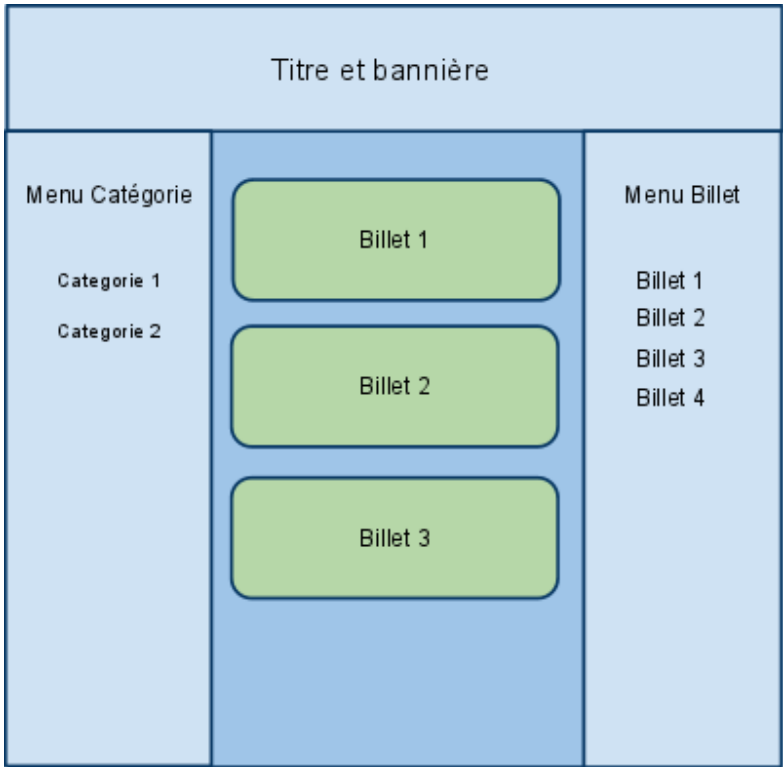 Titre et bannière
Menu Catégorie
Categorie 1
Categorie 2
Billet 1
Billet 2
Billet 3
Menu Billet
Billet 1
Billet 2
Billet 3
Billet 4